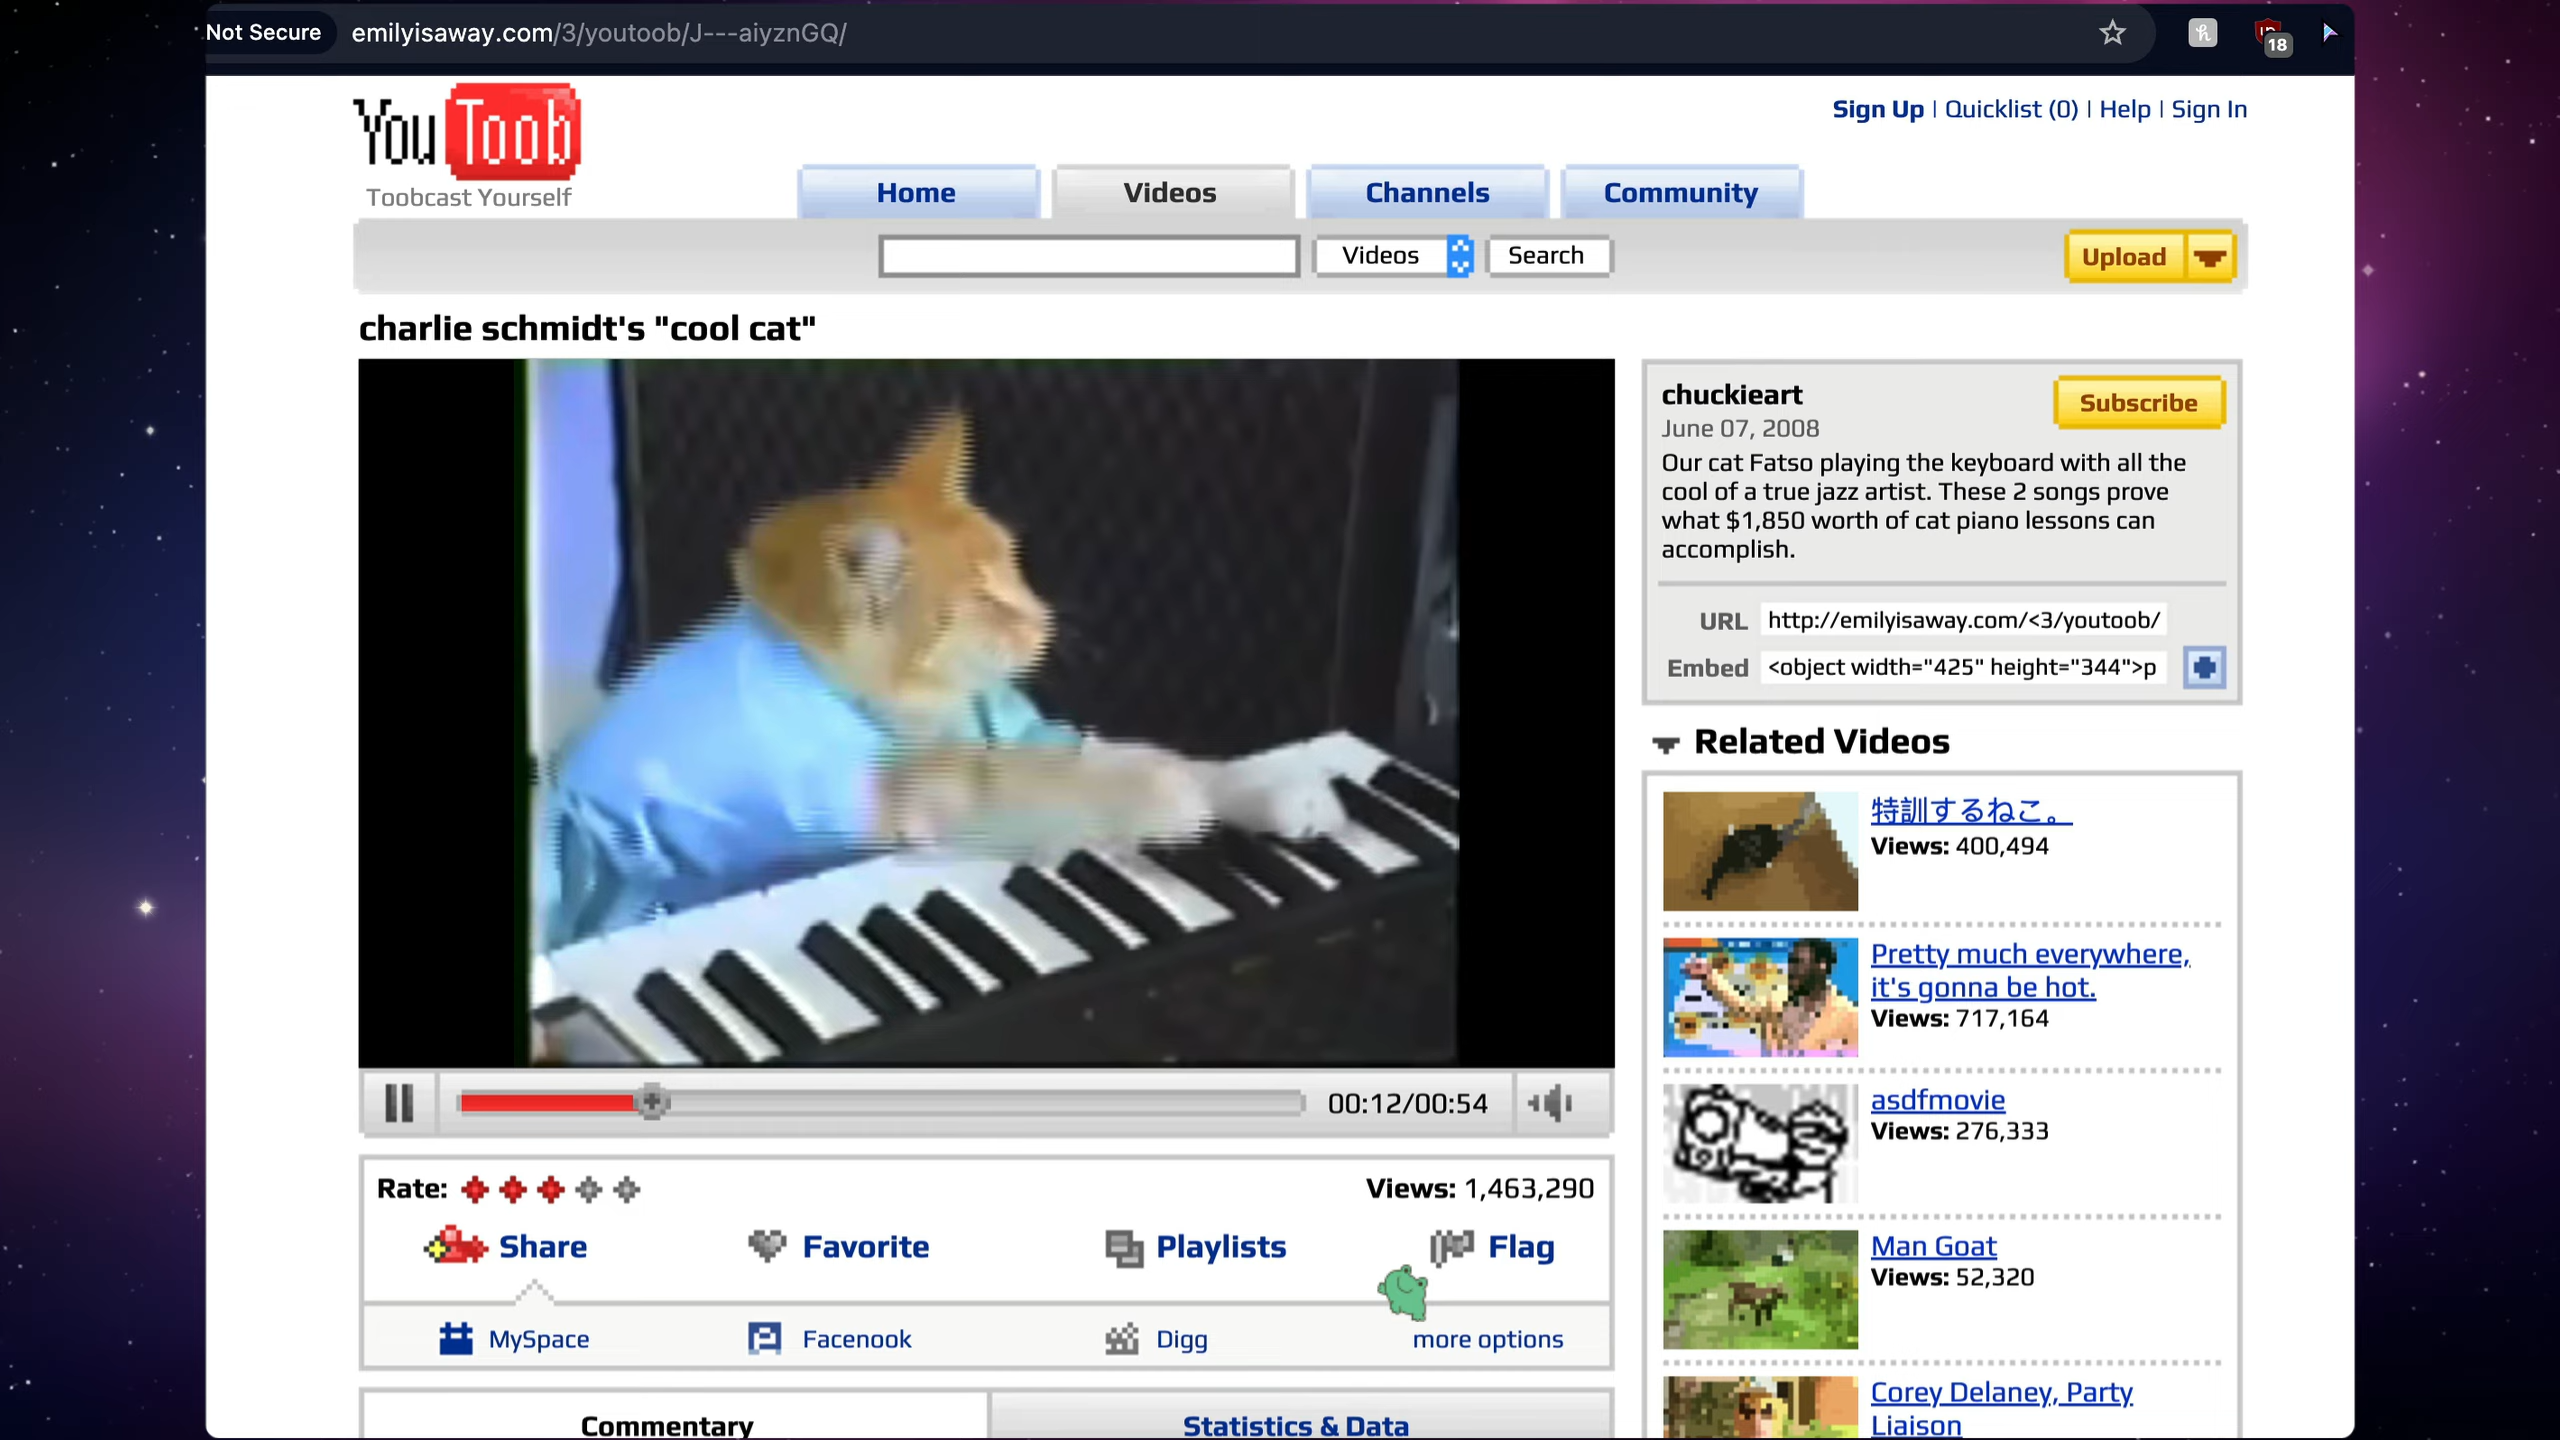 Not Secure emilyisaway.com/3/youtoob/J---aiyznGQ/
18
YouToob
Toobcast Yourself
Sign Up | Quicklist (0) | Help | Sign In
Home Videos Channels Community
Videos Search Upload
charlie schmidt's "cool cat"
chuckieart
Subscribe
June 07, 2008
Our cat Fatso playing the keyboard with all the
cool of a true jazz artist. These 2 songs prove
what $1,850 worth of cat piano lessons can
accomplish.
URL http://emilyisaway.com/<3/youtoob/
Embed <object width="425" height="344">p
Related Videos
特訓するねこ。
Views: 400,494
Pretty much everywhere,
it's gonna be hot.
Views: 717,164
asdfmovie
Views: 276,333
Man Goat
Views: 52,320
Corey Delaney, Party
Liaison
00:12/00:54
Rate: Views: 1,463,290
Share Favorite Playlists Flag
MySpace Facenook Digg more options
Commentary Statistics & Data